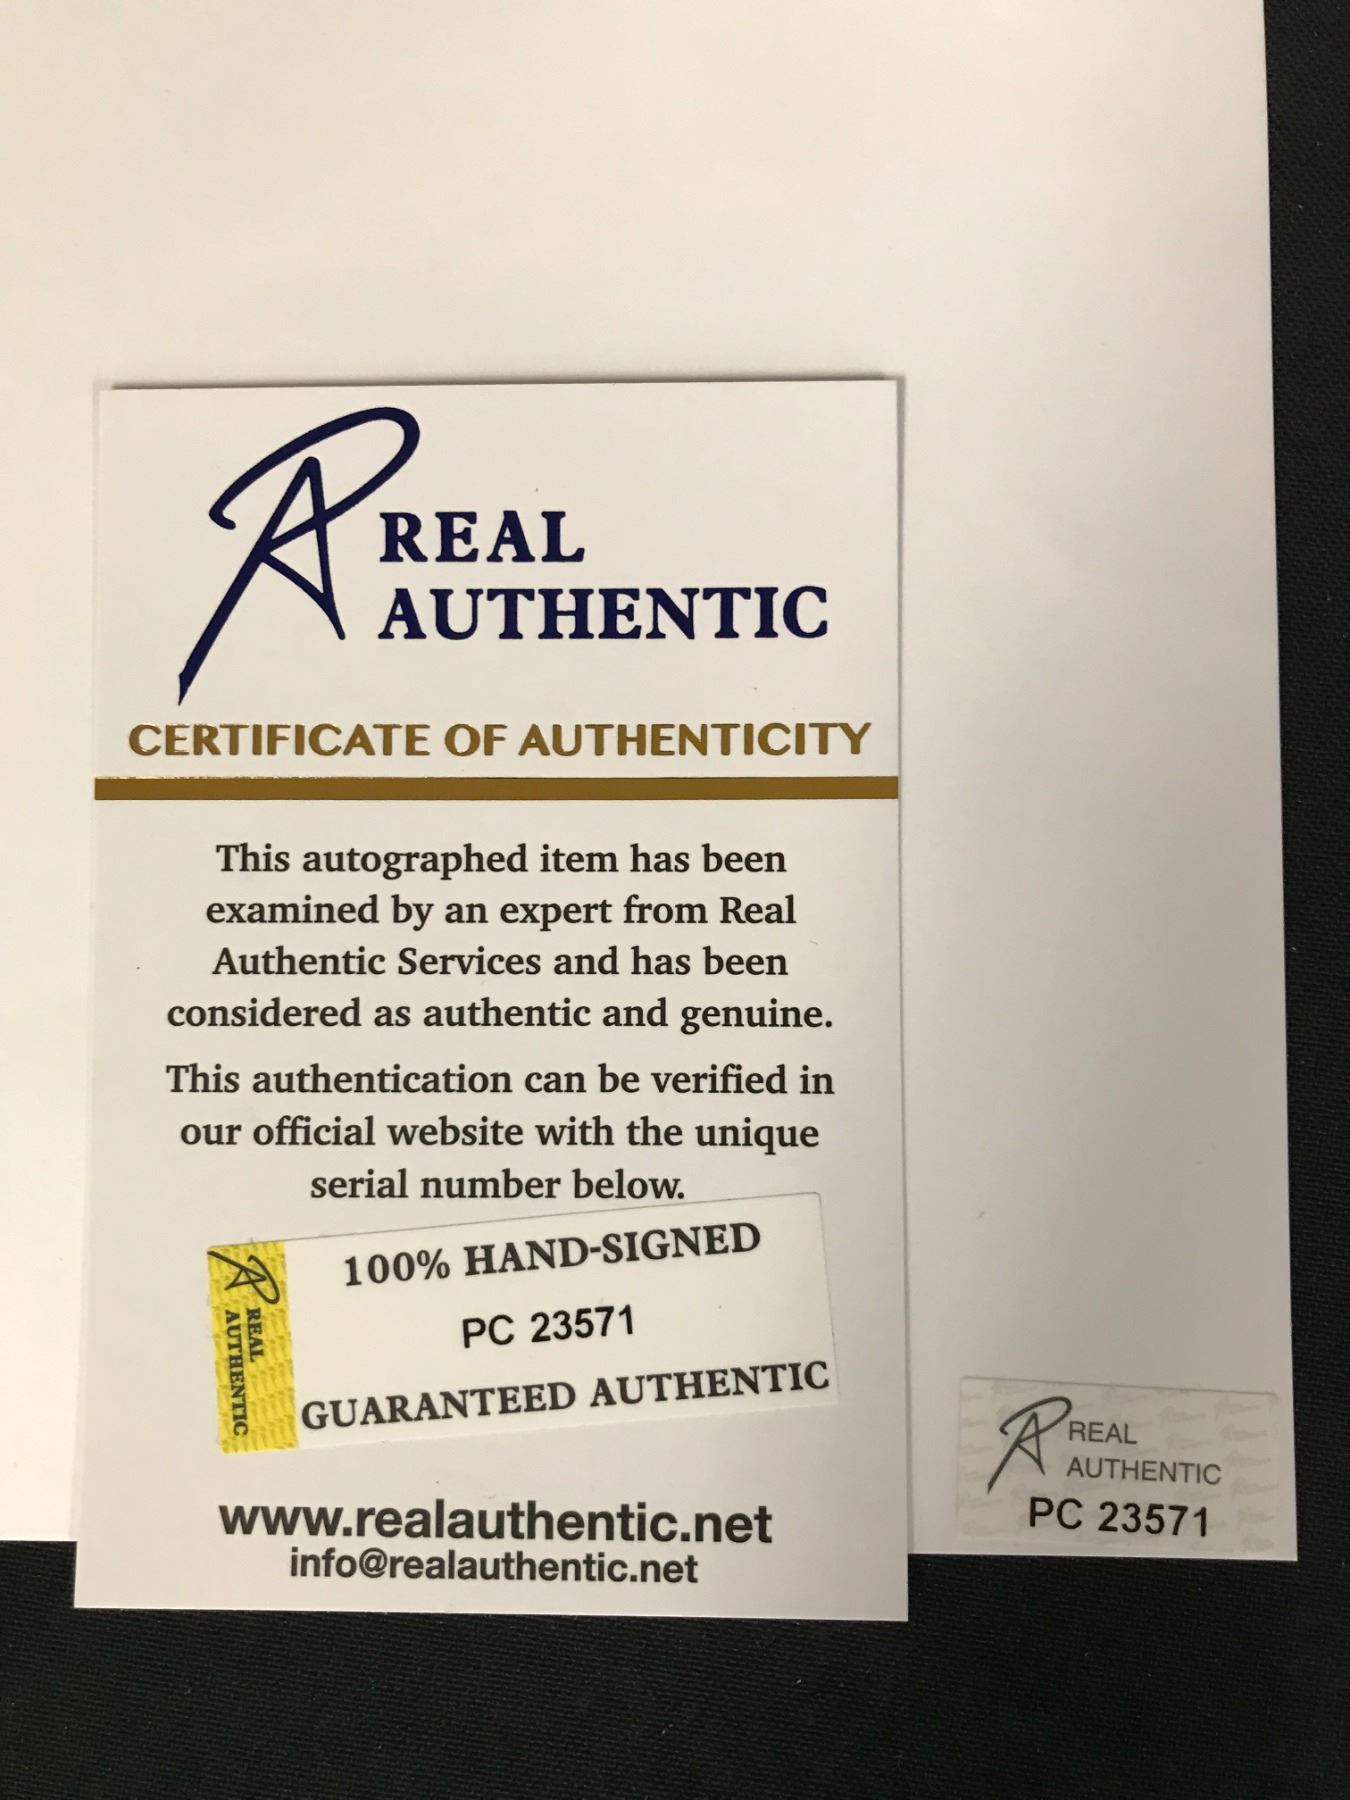 REAL
AUTHENTIC
CERTIFICATE OF AUTHENTICITY
This autographed item has been
examined by an expert from Real
Authentic Services and has been
considered as authentic and genuine.
This authentication can be verified in
our official website with the unique
serial number below.
REAL
AUTHENTIC
100% HAND-SIGNED
PC 23571
GUARANTEED AUTHENTIC
www.realauthentic.net
info@realauthentic.net
REAL
AUTHENTIC
PC 23571